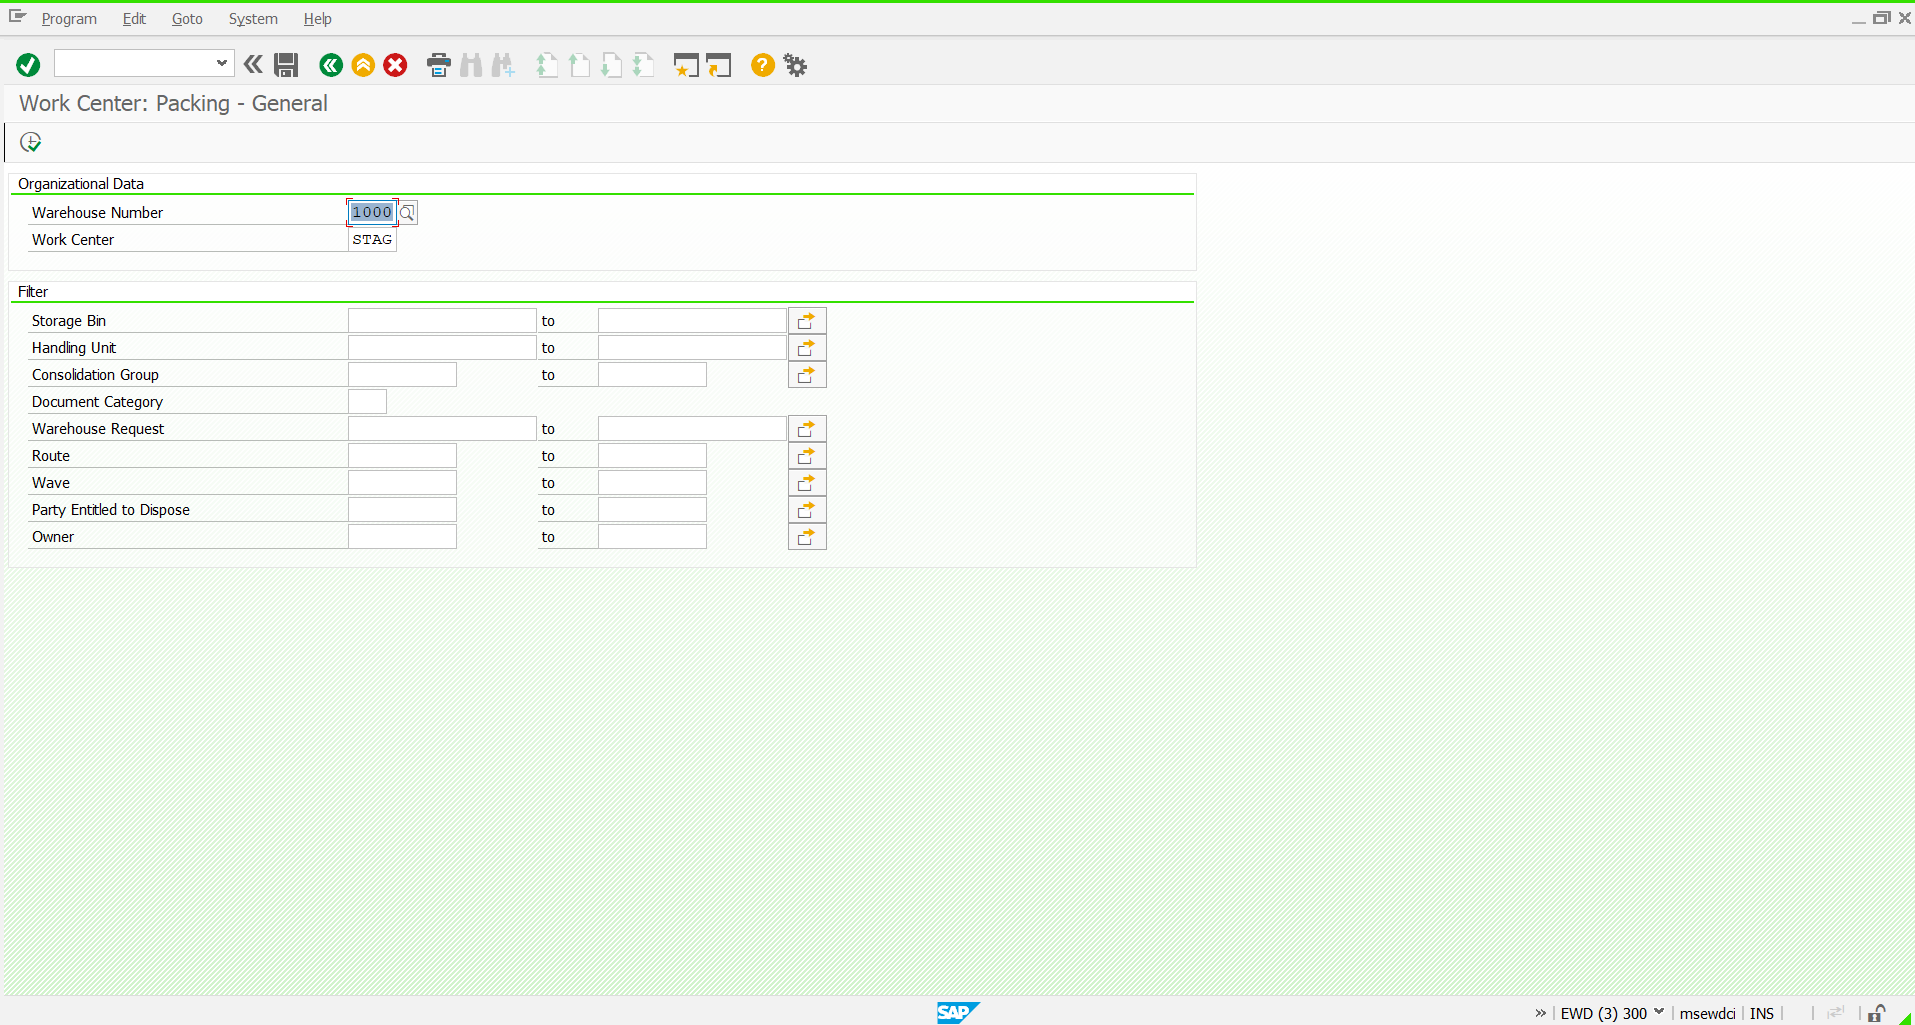 Program Edit Goto System Help
Work Center: Packing - General
Organizational Data
Warehouse Number 1000
Work Center STAG
Filter
Storage Bin to
Handling Unit to
Consolidation Group to
Document Category
Warehouse Request to
Route to
Wave to
Party Entitled to Dispose to
Owner to
SAP » EWD (3) 300 msewdci INS